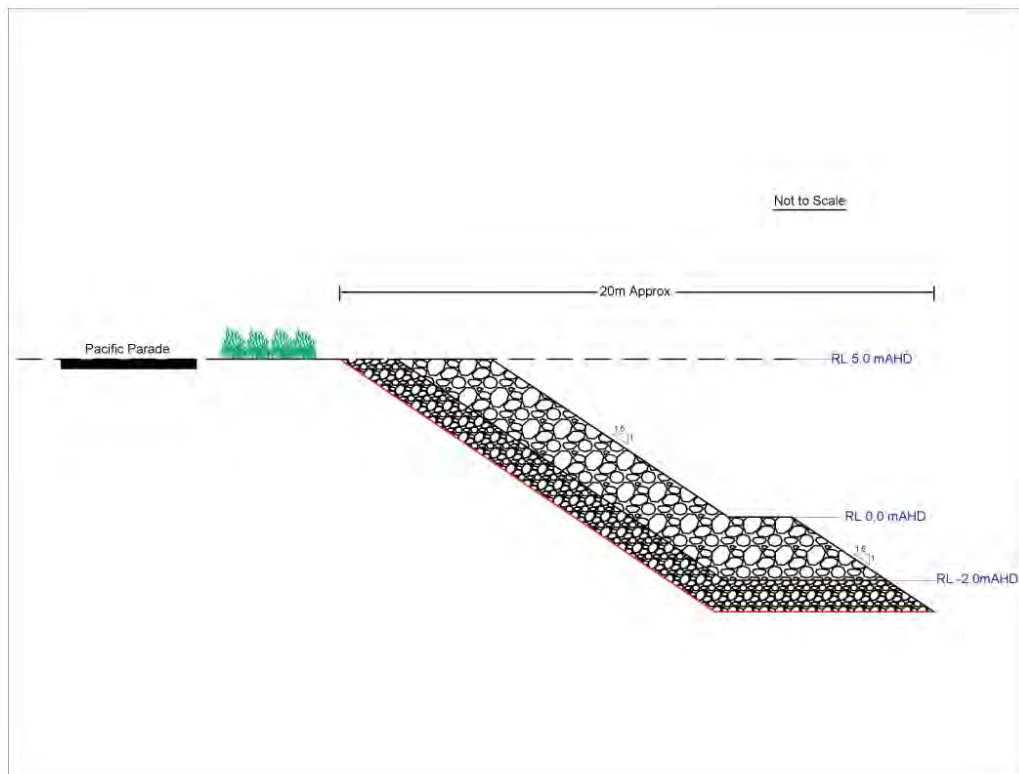 Not to Scale
20m Approx.
Pacific Parade
RL 5.0 mAHD
1.5
1
RL 0.0 mAHD
1.5
1
RL -2.0mAHD